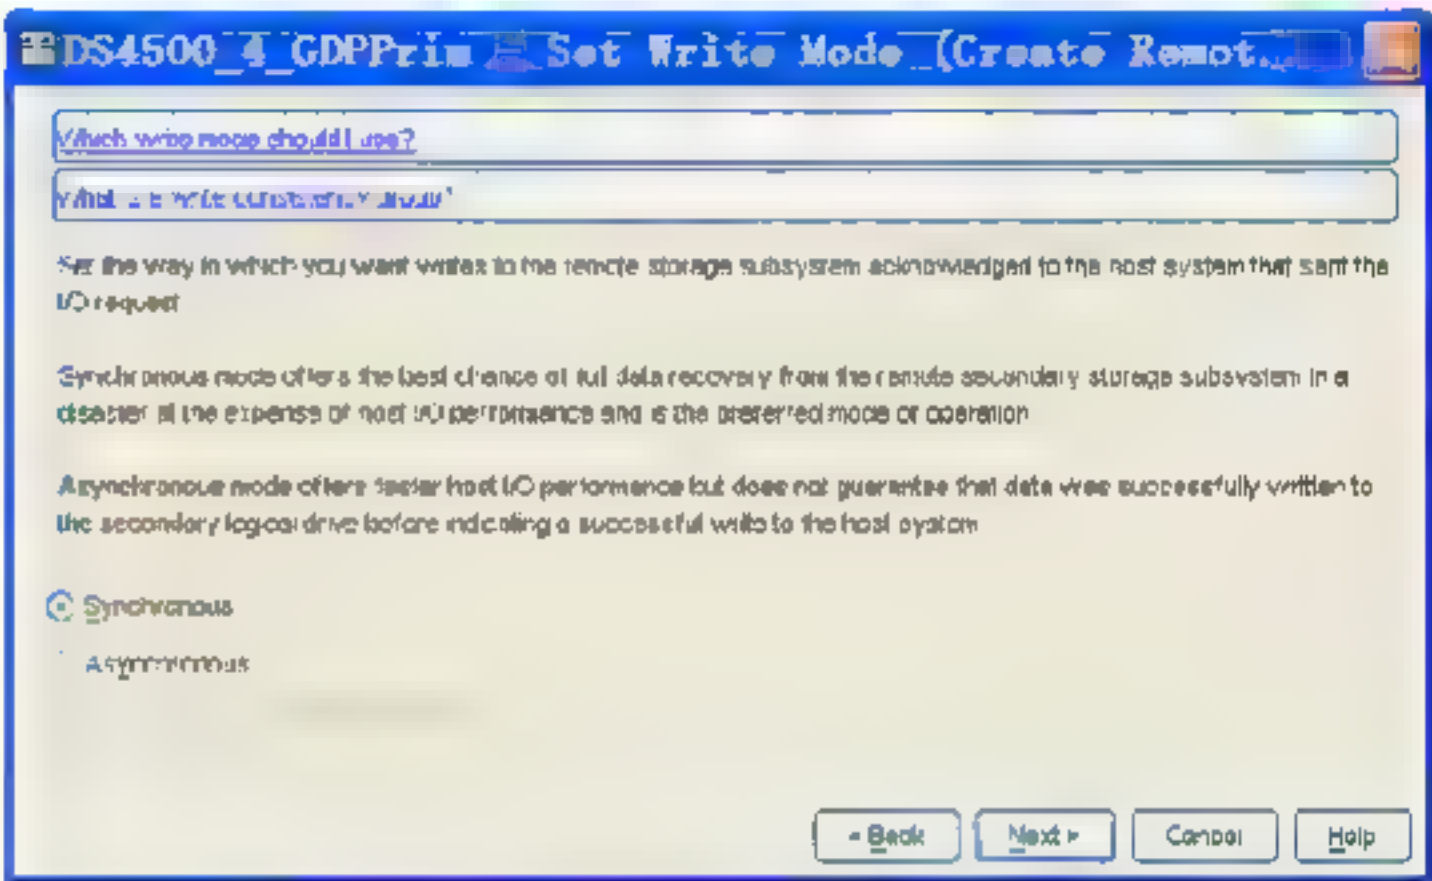 DS4500_4_GDPPrim - Set Write Mode (Create Remot...
Which write mode should I use?
What is a write consistency group?
Set the way in which you want writes to the remote storage subsystem acknowledged to the host system that sent the
I/O request
Synchronous mode offers the best chance of full data recovery from the remote secondary storage subsystem in a
disaster at the expense of host I/O performance and is the preferred mode of operation
Asynchronous mode offers faster host I/O performance but does not guarantee that data was successfully written to
the secondary logical drive before indicating a successful write to the host system
Synchronous
Asynchronous
< Back
Next >
Cancel
Help